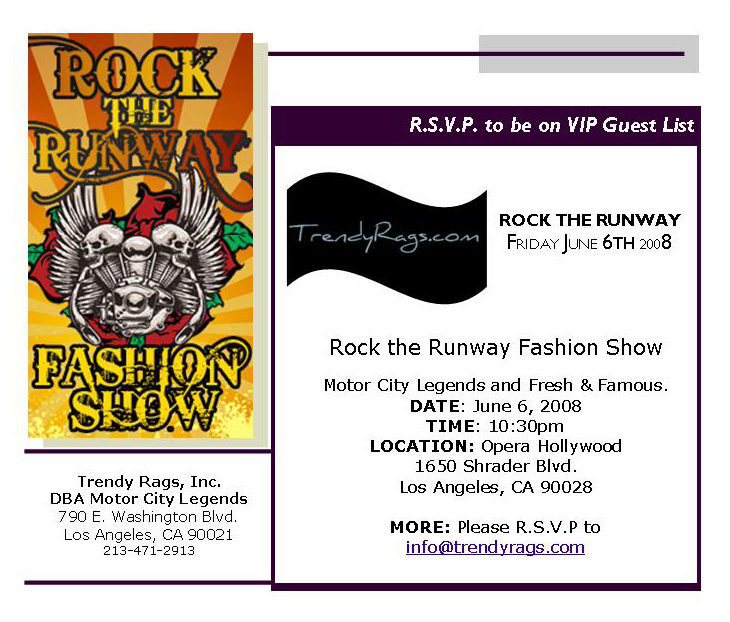 ROCK
THE
RUNWAY
FASHION
SHOW
Trendy Rags, Inc.
DBA Motor City Legends
790 E. Washington Blvd.
Los Angeles, CA 90021
213-471-2913
R.S.V.P. to be on VIP Guest List
TrendyRags.com
ROCK THE RUNWAY
FRIDAY JUNE 6TH 2008
Rock the Runway Fashion Show
Motor City Legends and Fresh & Famous.
DATE: June 6, 2008
TIME: 10:30pm
LOCATION: Opera Hollywood
1650 Shrader Blvd.
Los Angeles, CA 90028
MORE: Please R.S.V.P to
info@trendyrags.com